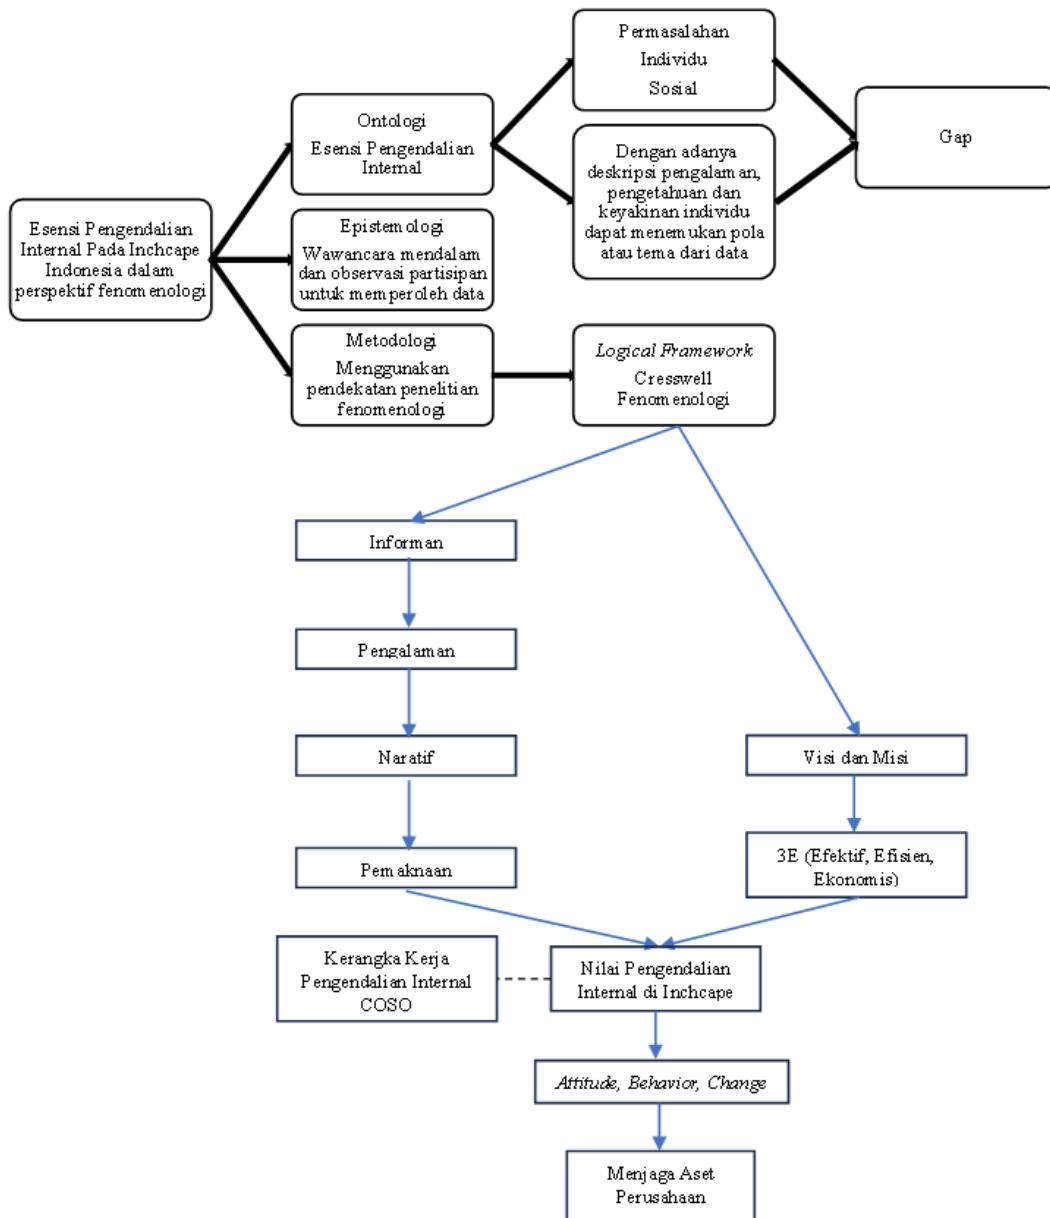 Permasalahan
Individu
Sosial
Ontologi
Esensi Pengendalian
Internal
Gap
Dengan adanya
deskripsi pengalaman,
pengetahuan dan
keyakinan individu
dapat menemukan pola
atau tema dari data
Esensi Pengendalian
Internal Pada Inchcape
Indonesia dalam
perspektif fenomenologi
Epistemologi
Wawancara mendalam
dan observasi partisipan
untuk memperoleh data
Metodologi
Menggunakan
pendekatan penelitian
fenomenologi
Logical Framework
Cresswell
Fenomenologi
Informan
Pengalaman
Naratif
Visi dan Misi
Pemaknaan
3E (Efektif, Efisien,
Ekonomis)
Kerangka Kerja
Pengendalian Internal
COSO
Nilai Pengendalian
Internal di Inchcape
Attitude, Behavior, Change
Menjaga Aset
Perusahaan